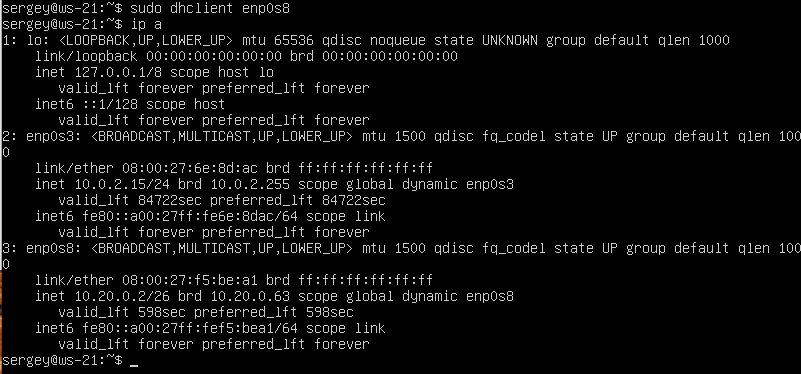 sergey@ws-21:~$ sudo dhclient enp0s8
sergey@ws-21:~$ ip a
1: lo: <LOOPBACK,UP,LOWER_UP> mtu 65536 qdisc noqueue state UNKNOWN group default qlen 1000
    link/loopback 00:00:00:00:00:00 brd 00:00:00:00:00:00
    inet 127.0.0.1/8 scope host lo
       valid_lft forever preferred_lft forever
    inet6 ::1/128 scope host
       valid_lft forever preferred_lft forever
2: enp0s3: <BROADCAST,MULTICAST,UP,LOWER_UP> mtu 1500 qdisc fq_codel state UP group default qlen 100
0
    link/ether 08:00:27:6e:8d:ac brd ff:ff:ff:ff:ff:ff
    inet 10.0.2.15/24 brd 10.0.2.255 scope global dynamic enp0s3
       valid_lft 84722sec preferred_lft 84722sec
    inet6 fe80::a00:27ff:fe6e:8dac/64 scope link
       valid_lft forever preferred_lft forever
3: enp0s8: <BROADCAST,MULTICAST,UP,LOWER_UP> mtu 1500 qdisc fq_codel state UP group default qlen 100
0
    link/ether 08:00:27:f5:be:a1 brd ff:ff:ff:ff:ff:ff
    inet 10.20.0.2/26 brd 10.20.0.63 scope global dynamic enp0s8
       valid_lft 598sec preferred_lft 598sec
    inet6 fe80::a00:27ff:fef5:bea1/64 scope link
       valid_lft forever preferred_lft forever
sergey@ws-21:~$ _